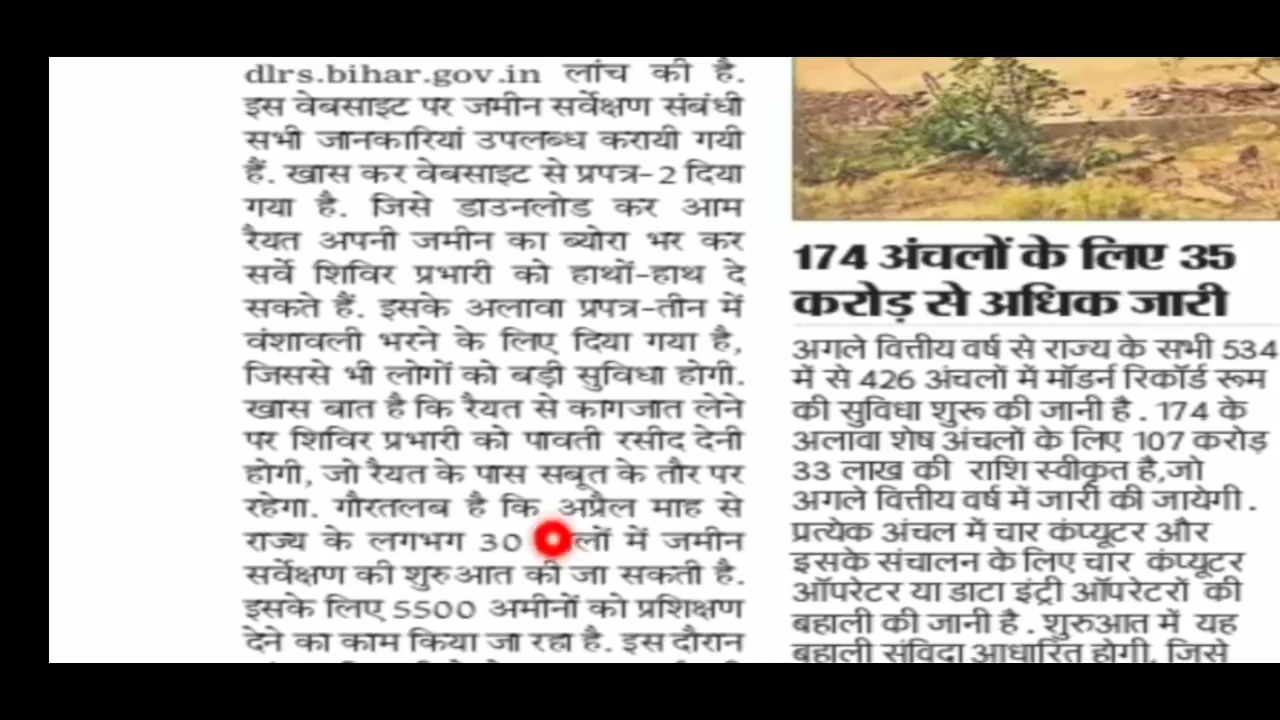 dlrs.bihar.gov.in लांच की है.
इस वेबसाइट पर जमीन सर्वेक्षण संबंधी
सभी जानकारियां उपलब्ध करायी गयी
हैं. खास कर वेबसाइट से प्रपत्र-2 दिया
गया है. जिसे डाउनलोड कर आम
रैयत अपनी जमीन का ब्योरा भर कर
सर्वे शिविर प्रभारी को हाथों-हाथ दे
सकते हैं. इसके अलावा प्रपत्र-तीन में
वंशावली भरने के लिए दिया गया है,
जिससे भी लोगों को बड़ी सुविधा होगी.
खास बात है कि रैयत से कागजात लेने
पर शिविर प्रभारी को पावती रसीद देनी
होगी, जो रैयत के पास सबूत के तौर पर
रहेगा. गौरतलब है कि अप्रैल माह से
राज्य के लगभग 30 में जमीन
सर्वेक्षण की शुरुआत की जा सकती है.
इसके लिए 5500 अमीनों को प्रशिक्षण
देने का काम किया जा रहा है. इस दौरान
174 अंचलों के लिए 35
करोड़ से अधिक जारी
अगले वित्तीय वर्ष से राज्य के सभी 534
में से 426 अंचलों में मॉडर्न रिकॉर्ड रूम
की सुविधा शुरू की जानी है . 174 के
अलावा शेष अंचलों के लिए 107 करोड़
33 लाख की राशि स्वीकृत है,जो
अगले वित्तीय वर्ष में जारी की जायेगी .
प्रत्येक अंचल में चार कंप्यूटर और
इसके संचालन के लिए चार कंप्यूटर
ऑपरेटर या डाटा इंट्री ऑपरेटरों की
बहाली की जानी है . शुरुआत में यह
बहाली संविदा आधारित होगी, जिसे